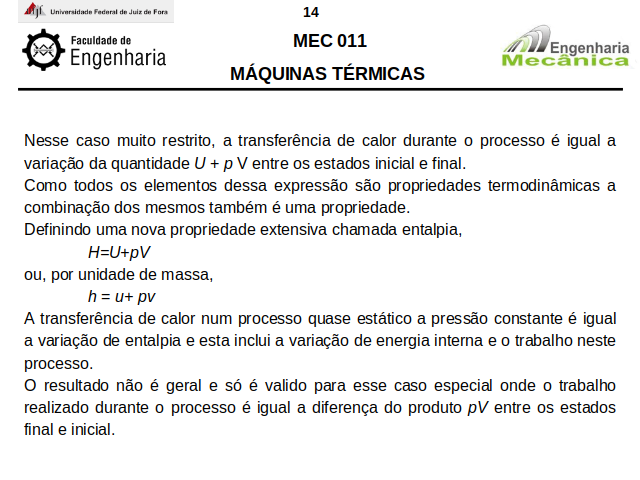 ufjf Universidade Federal de Juiz de Fora
14
Faculdade de
Engenharia
MEC 011
MÁQUINAS TÉRMICAS
Engenharia
Mecânica
Nesse caso muito restrito, a transferência de calor durante o processo é igual a
variação da quantidade U + p V entre os estados inicial e final.
Como todos os elementos dessa expressão são propriedades termodinâmicas a
combinação dos mesmos também é uma propriedade.
Definindo uma nova propriedade extensiva chamada entalpia,
H=U+pV
ou, por unidade de massa,
h = u+ pv
A transferência de calor num processo quase estático a pressão constante é igual
a variação de entalpia e esta inclui a variação de energia interna e o trabalho neste
processo.
O resultado não é geral e só é valido para esse caso especial onde o trabalho
realizado durante o processo é igual a diferença do produto pV entre os estados
final e inicial.